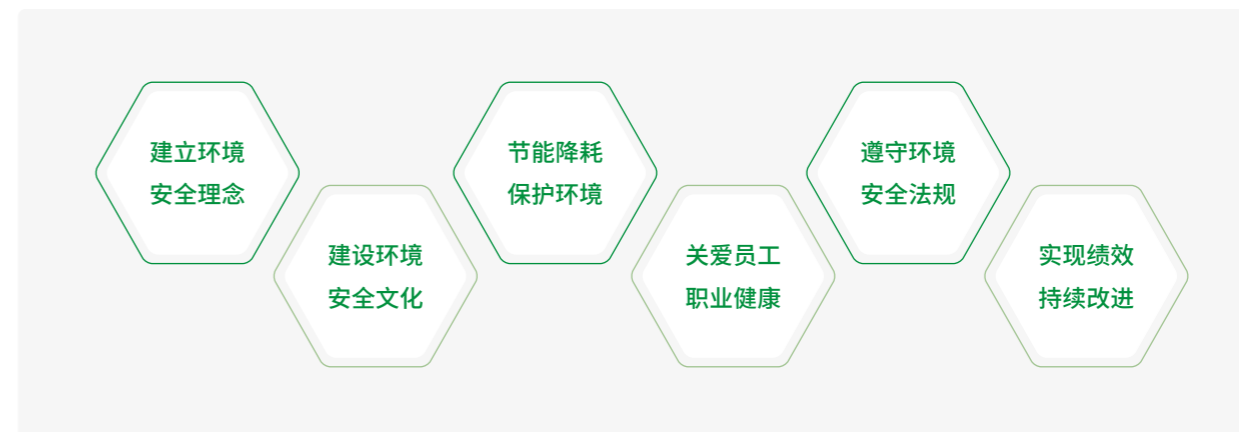 建立环境
安全理念
建设环境
安全文化
节能降耗
保护环境
关爱员工
职业健康
遵守环境
安全法规
实现绩效
持续改进